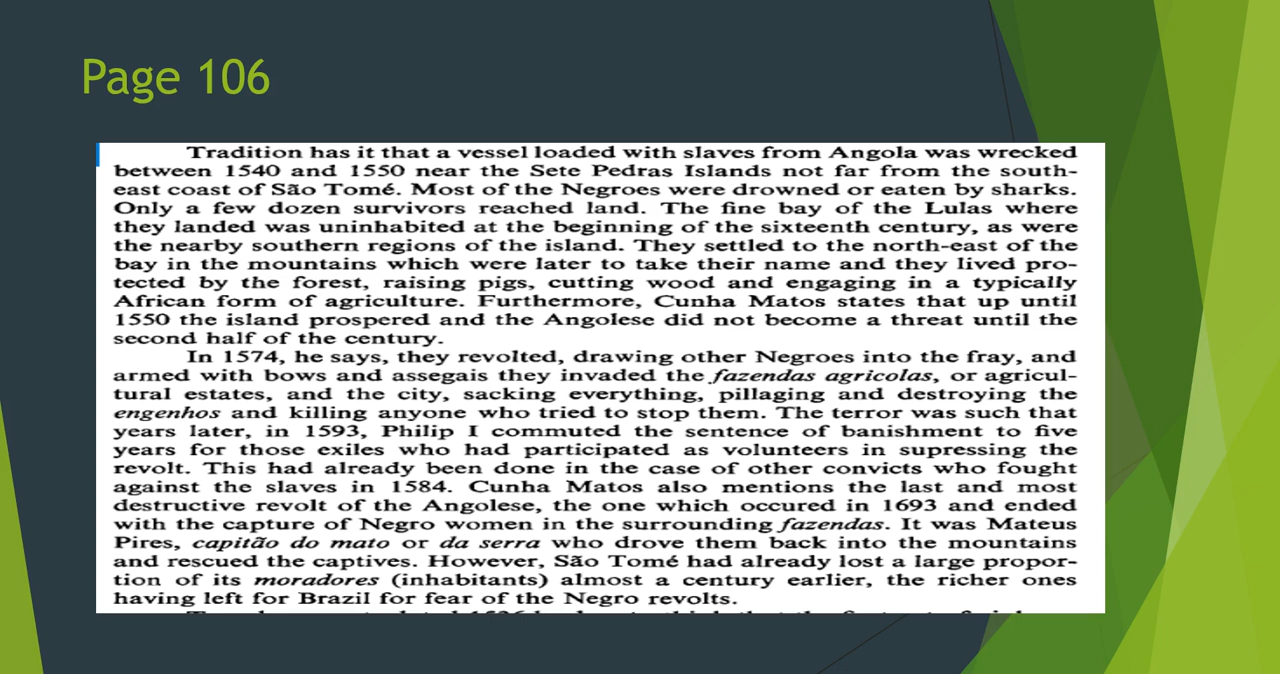 Page 106
Tradition has it that a vessel loaded with slaves from Angola was wrecked
between 1540 and 1550 near the Sete Pedras Islands not far from the south-
east coast of São Tomé. Most of the Negroes were drowned or eaten by sharks.
Only a few dozen survivors reached land. The fine bay of the Lulas where
they landed was uninhabited at the beginning of the sixteenth century, as were
the nearby southern regions of the island. They settled to the north-east of the
bay in the mountains which were later to take their name and they lived pro-
tected by the forest, raising pigs, cutting wood and engaging in a typically
African form of agriculture. Furthermore, Cunha Matos states that up until
1550 the island prospered and the Angolese did not become a threat until the
second half of the century.
In 1574, he says, they revolted, drawing other Negroes into the fray, and
armed with bows and assegais they invaded the fazendas agricolas, or agricul-
tural estates, and the city, sacking everything, pillaging and destroying the
engenhos and killing anyone who tried to stop them. The terror was such that
years later, in 1593, Philip I commuted the sentence of banishment to five
years for those exiles who had participated as volunteers in supressing the
revolt. This had already been done in the case of other convicts who fought
against the slaves in 1584. Cunha Matos also mentions the last and most
destructive revolt of the Angolese, the one which occured in 1693 and ended
with the capture of Negro women in the surrounding fazendas. It was Mateus
Pires, capitão do mato or da serra who drove them back into the mountains
and rescued the captives. However, São Tomé had already lost a large propor-
tion of its moradores (inhabitants) almost a century earlier, the richer ones
having left for Brazil for fear of the Negro revolts.